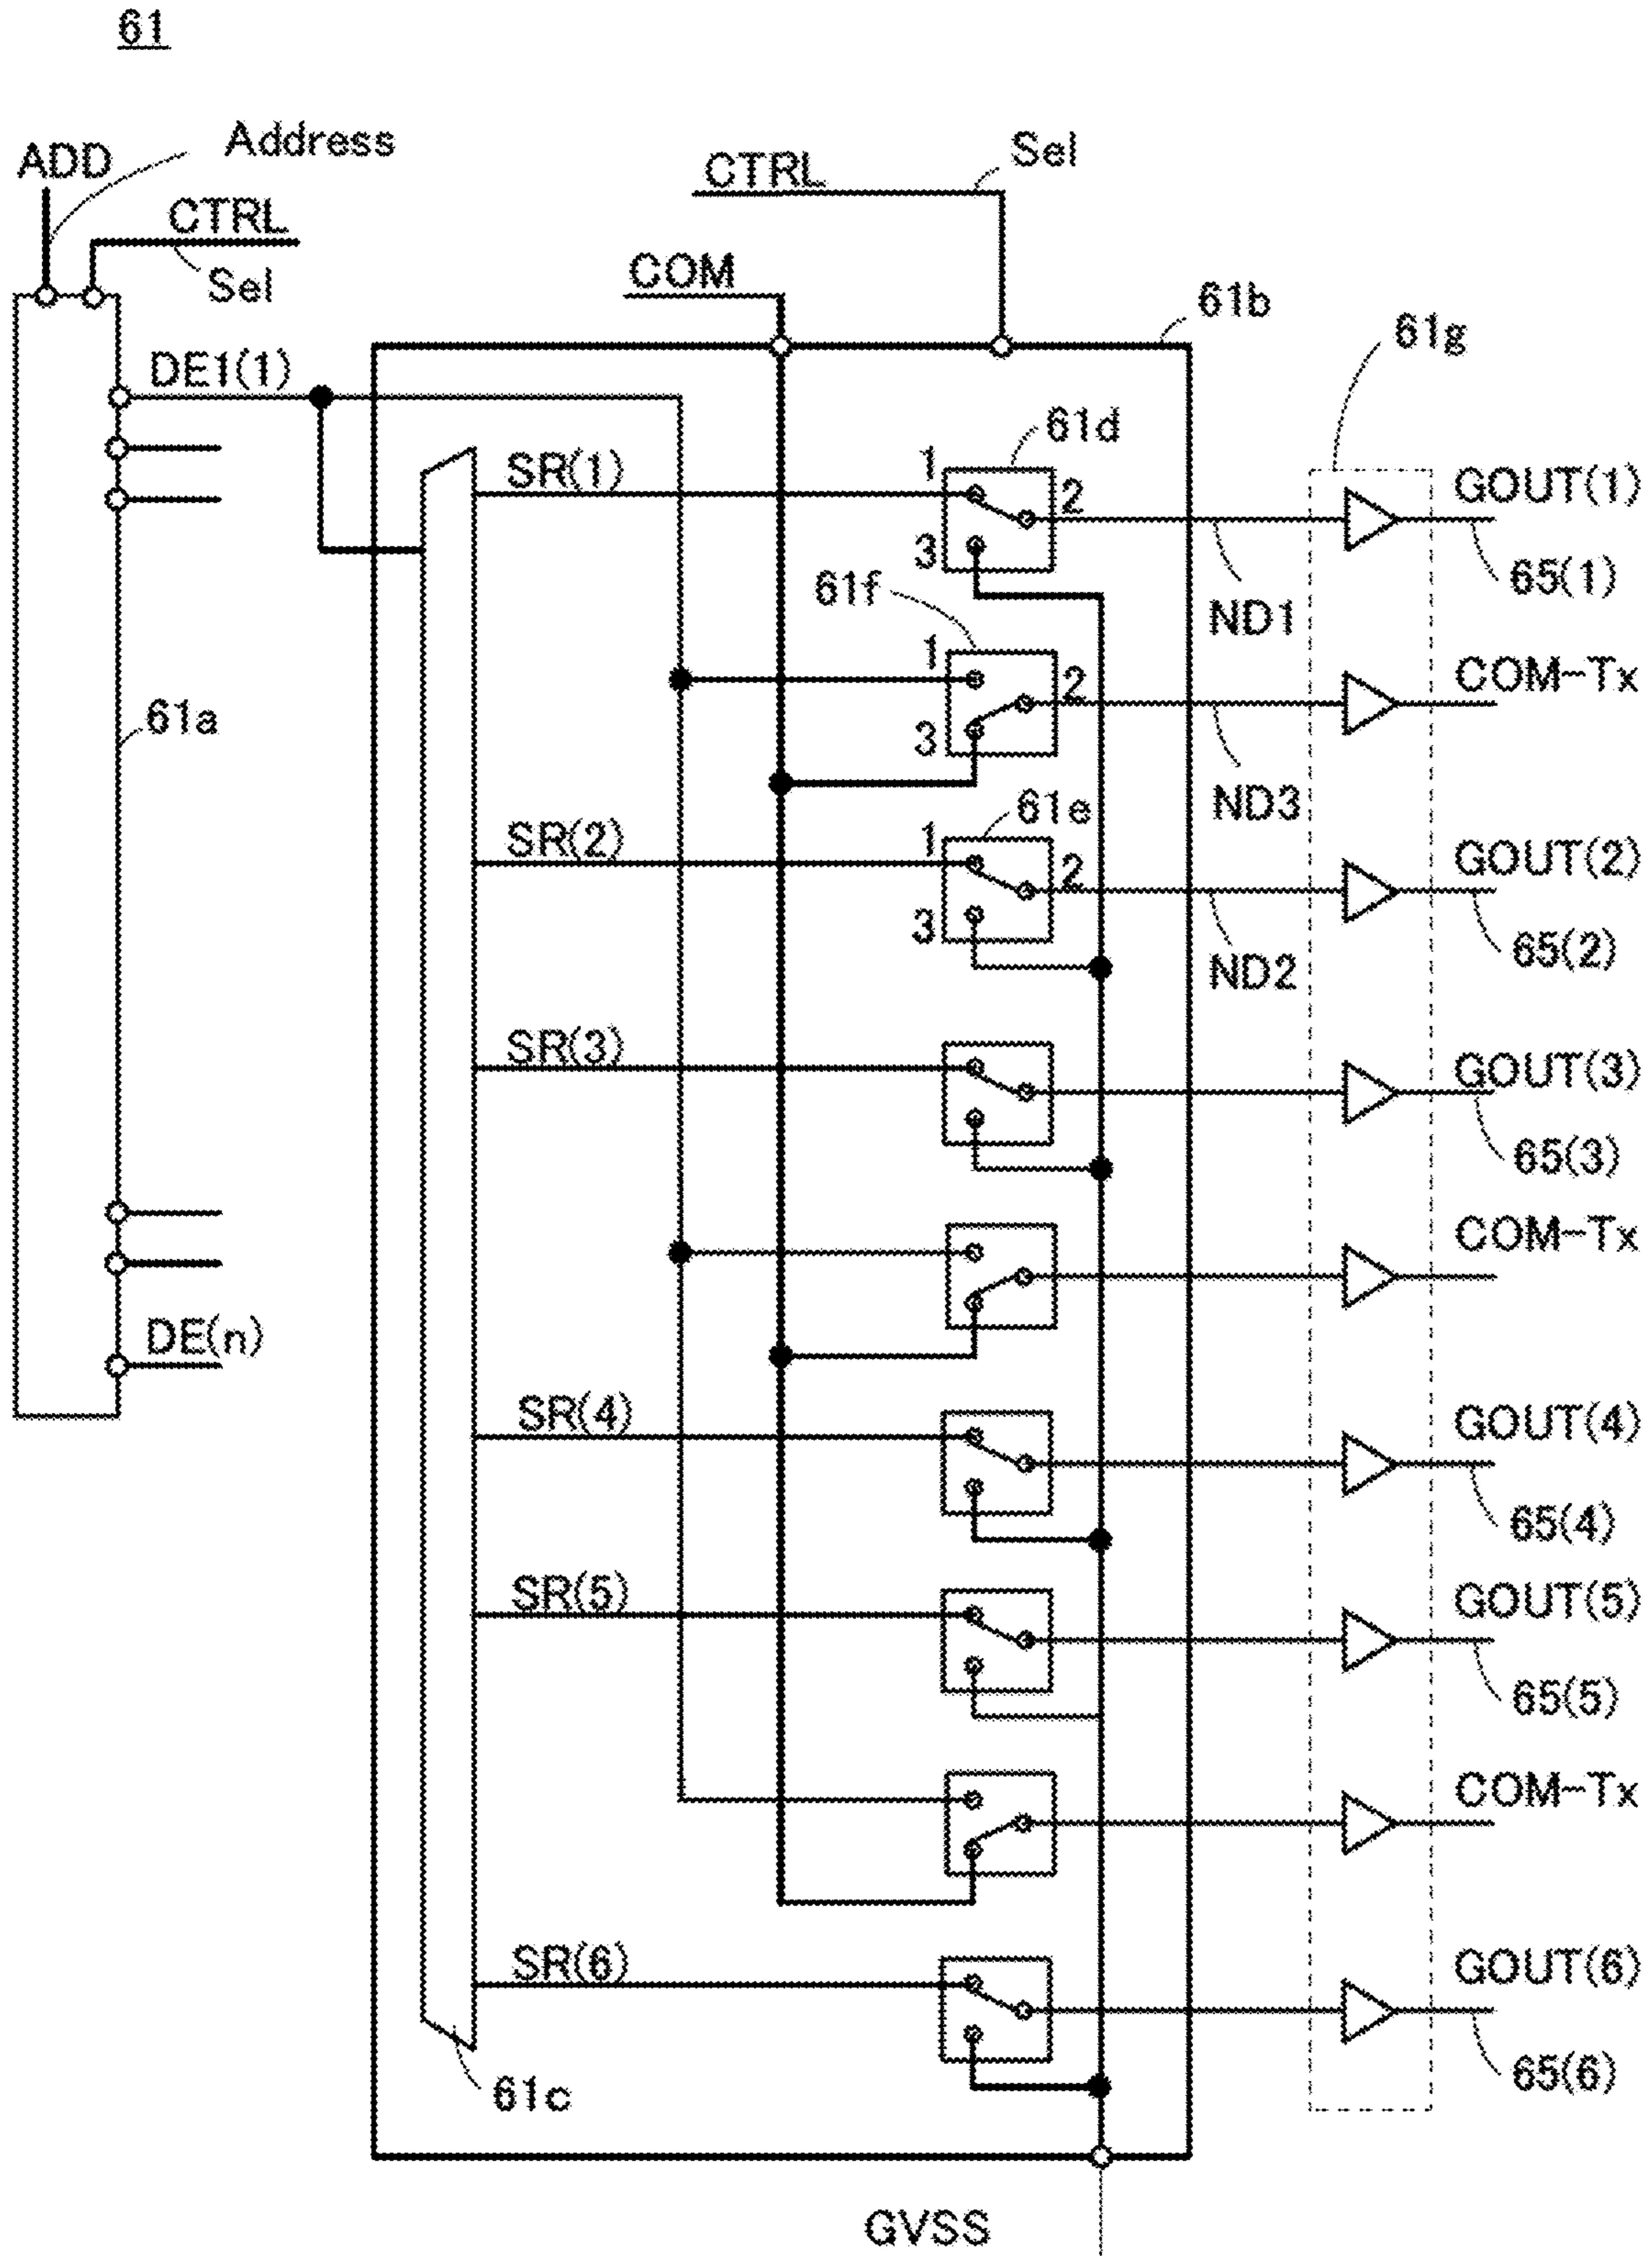 61
ADD
Address
CTRL
Sel
CTRL
Sel
COM
61b
61g
DE1(1)
61d
SR(1)
1
2
3
GOUT(1)
65(1)
ND1
61f
1
2
3
COM-Tx
ND3
61a
61e
SR(2)
1
2
3
GOUT(2)
65(2)
ND2
SR(3)
GOUT(3)
65(3)
COM-Tx
DE(n)
SR(4)
GOUT(4)
65(4)
SR(5)
GOUT(5)
65(5)
COM-Tx
SR(6)
GOUT(6)
65(6)
61c
GVSS